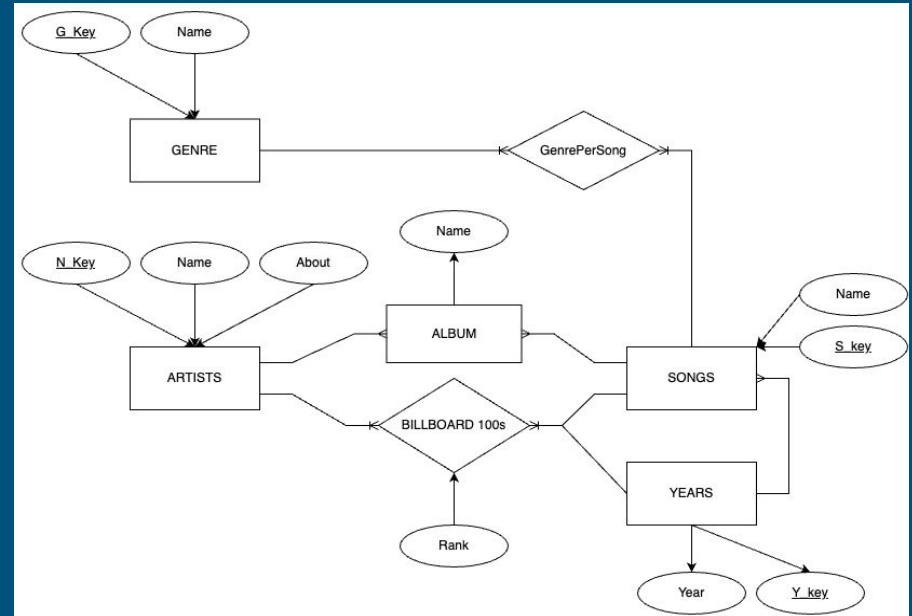 G_Key
Name
GENRE
GenrePerSong
Name
N_Key
Name
About
ALBUM
Name
S_key
ARTISTS
SONGS
BILLBOARD 100s
YEARS
Rank
Year
Y_key